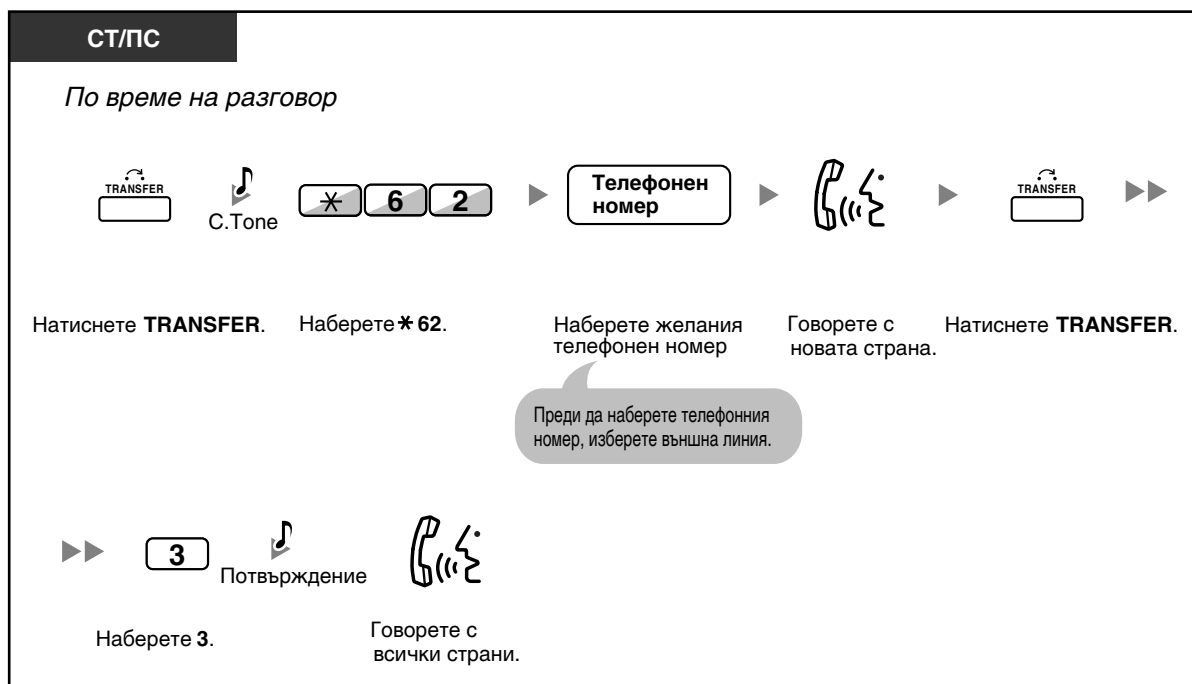 СТ/ПС
По време на разговор
TRANSFER
C.Tone
* 6 2
Телефонен
номер
TRANSFER
Натиснете TRANSFER.
Наберете * 62.
Наберете желания
телефонен номер
Говорете с
новата страна.
Натиснете TRANSFER.
Преди да наберете телефонния
номер, изберете външна линия.
3
Потвърждение
Наберете 3.
Говорете с
всички страни.